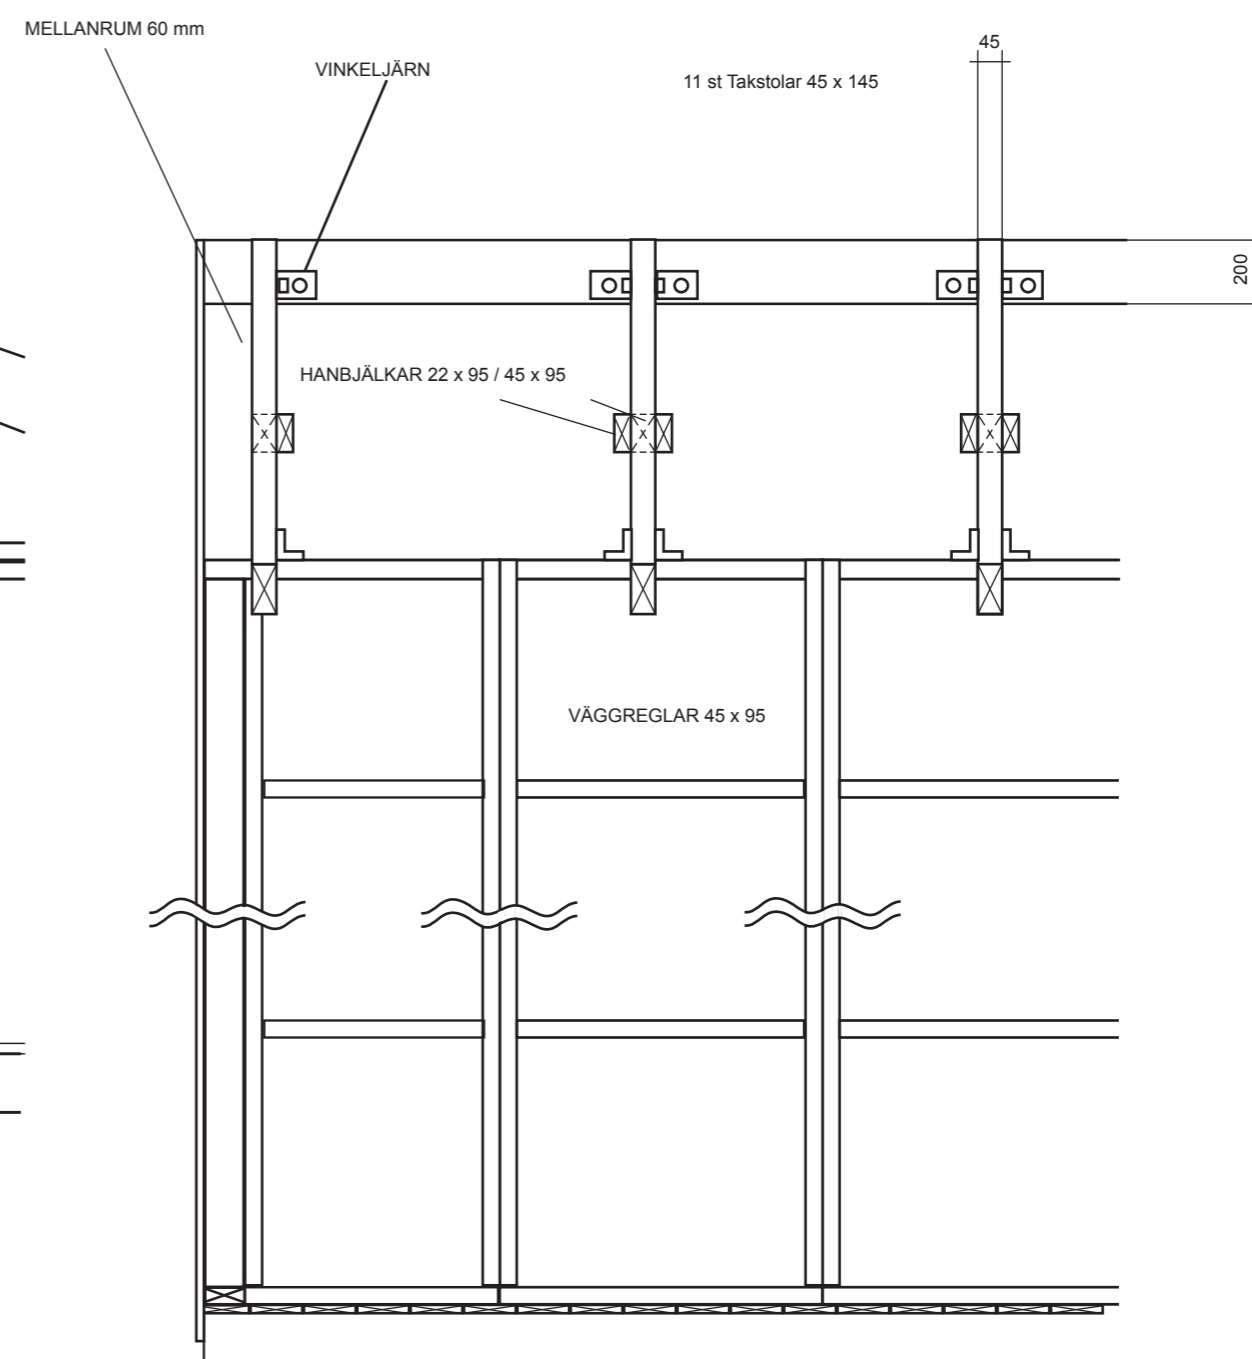 MELLANRUM 60 mm
VINKELJÄRN
45
11 st Takstolar 45 x 145
200
HANBJÄLKAR 22 x 95 / 45 x 95
x
x
x
VÄGGREGLAR 45 x 95